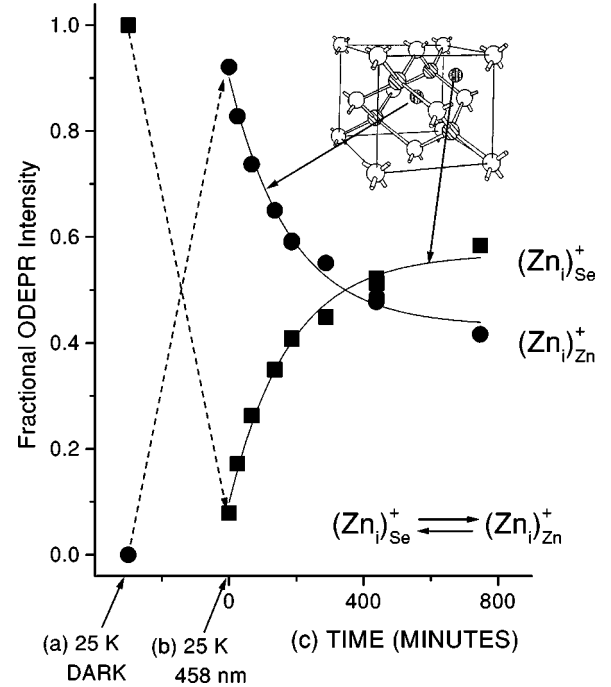 Fractional ODEPR Intensity
1.0
0.8
0.6
0.4
0.2
0.0
(Zn_i)^+_Se
(Zn_i)^+_Zn
(Zn_i)^+_Se ⇄ (Zn_i)^+_Zn
0 400 800
(a) 25 K
DARK
(b) 25 K
458 nm
(c) TIME (MINUTES)